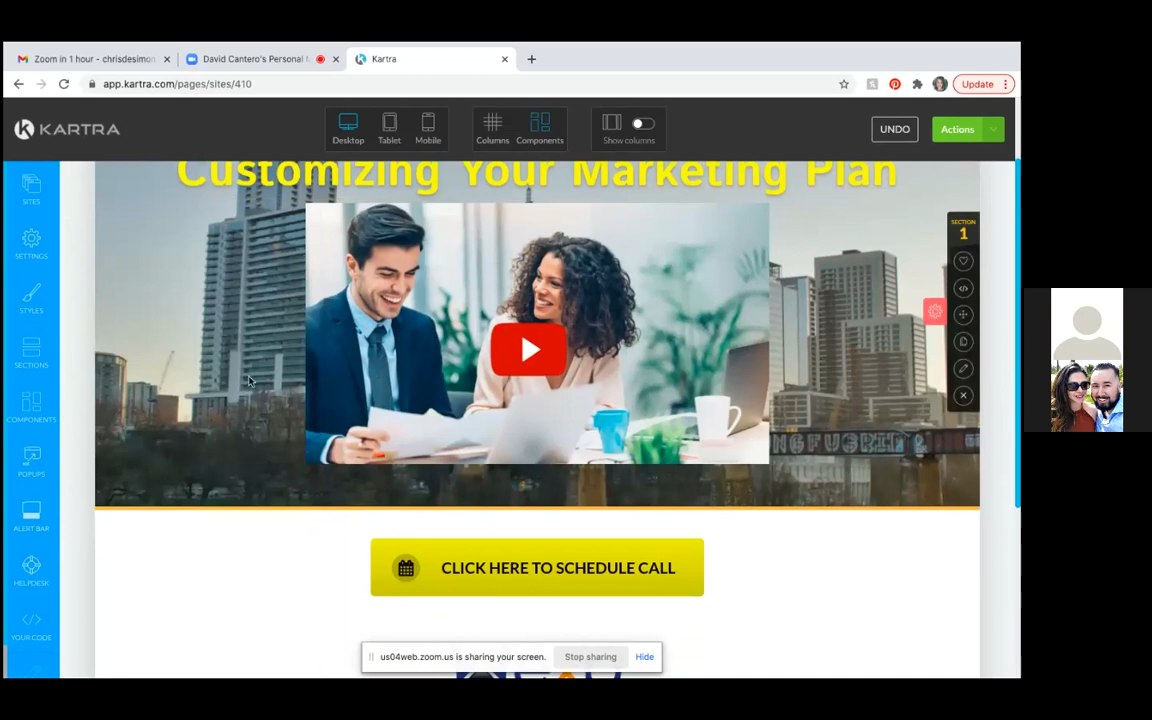 Zoom in 1 hour - chrisdesimon
David Cantero's Personal
Kartra
app.kartra.com/pages/sites/410
Update
KARTRA
Desktop
Tablet
Mobile
Columns
Components
Show columns
UNDO
Actions
SITES
SETTINGS
STYLES
SECTIONS
COMPONENTS
POPUPS
ALERT BAR
HELPDESK
YOUR CODE
Customizing Your Marketing Plan
SECTION
1
CLICK HERE TO SCHEDULE CALL
us04web.zoom.us is sharing your screen.
Stop sharing
Hide